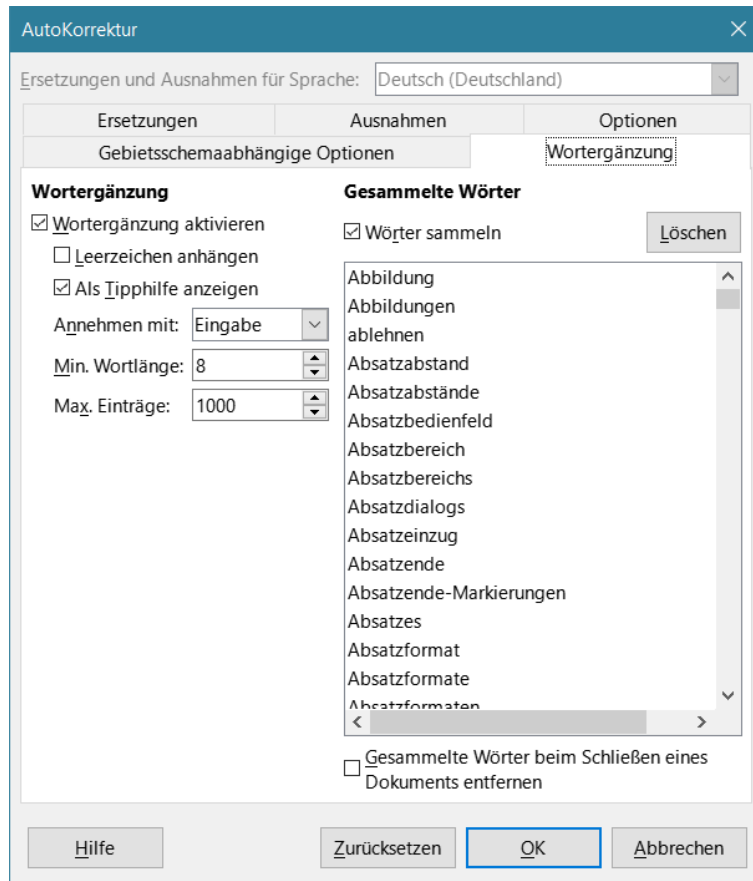 AutoKorrektur
Ersetzungen und Ausnahmen für Sprache: Deutsch (Deutschland)
Ersetzungen Ausnahmen Optionen
Gebietsschemaabhängige Optionen Wortergänzung
Wortergänzung
Wortergänzung aktivieren
Leerzeichen anhängen
Als Tipphilfe anzeigen
Annehmen mit: Eingabe
Min. Wortlänge: 8
Max. Einträge: 1000
Gesammelte Wörter
Wörter sammeln Löschen
Abbildung
Abbildungen
ablehnen
Absatzabstand
Absatzabstände
Absatzbedienfeld
Absatzbereich
Absatzbereichs
Absatzdialogs
Absatzeinzug
Absatzende
Absatzende-Markierungen
Absatzes
Absatzformat
Absatzformate
Absatzformaten
Gesammelte Wörter beim Schließen eines
Dokuments entfernen
Hilfe Zurücksetzen OK Abbrechen